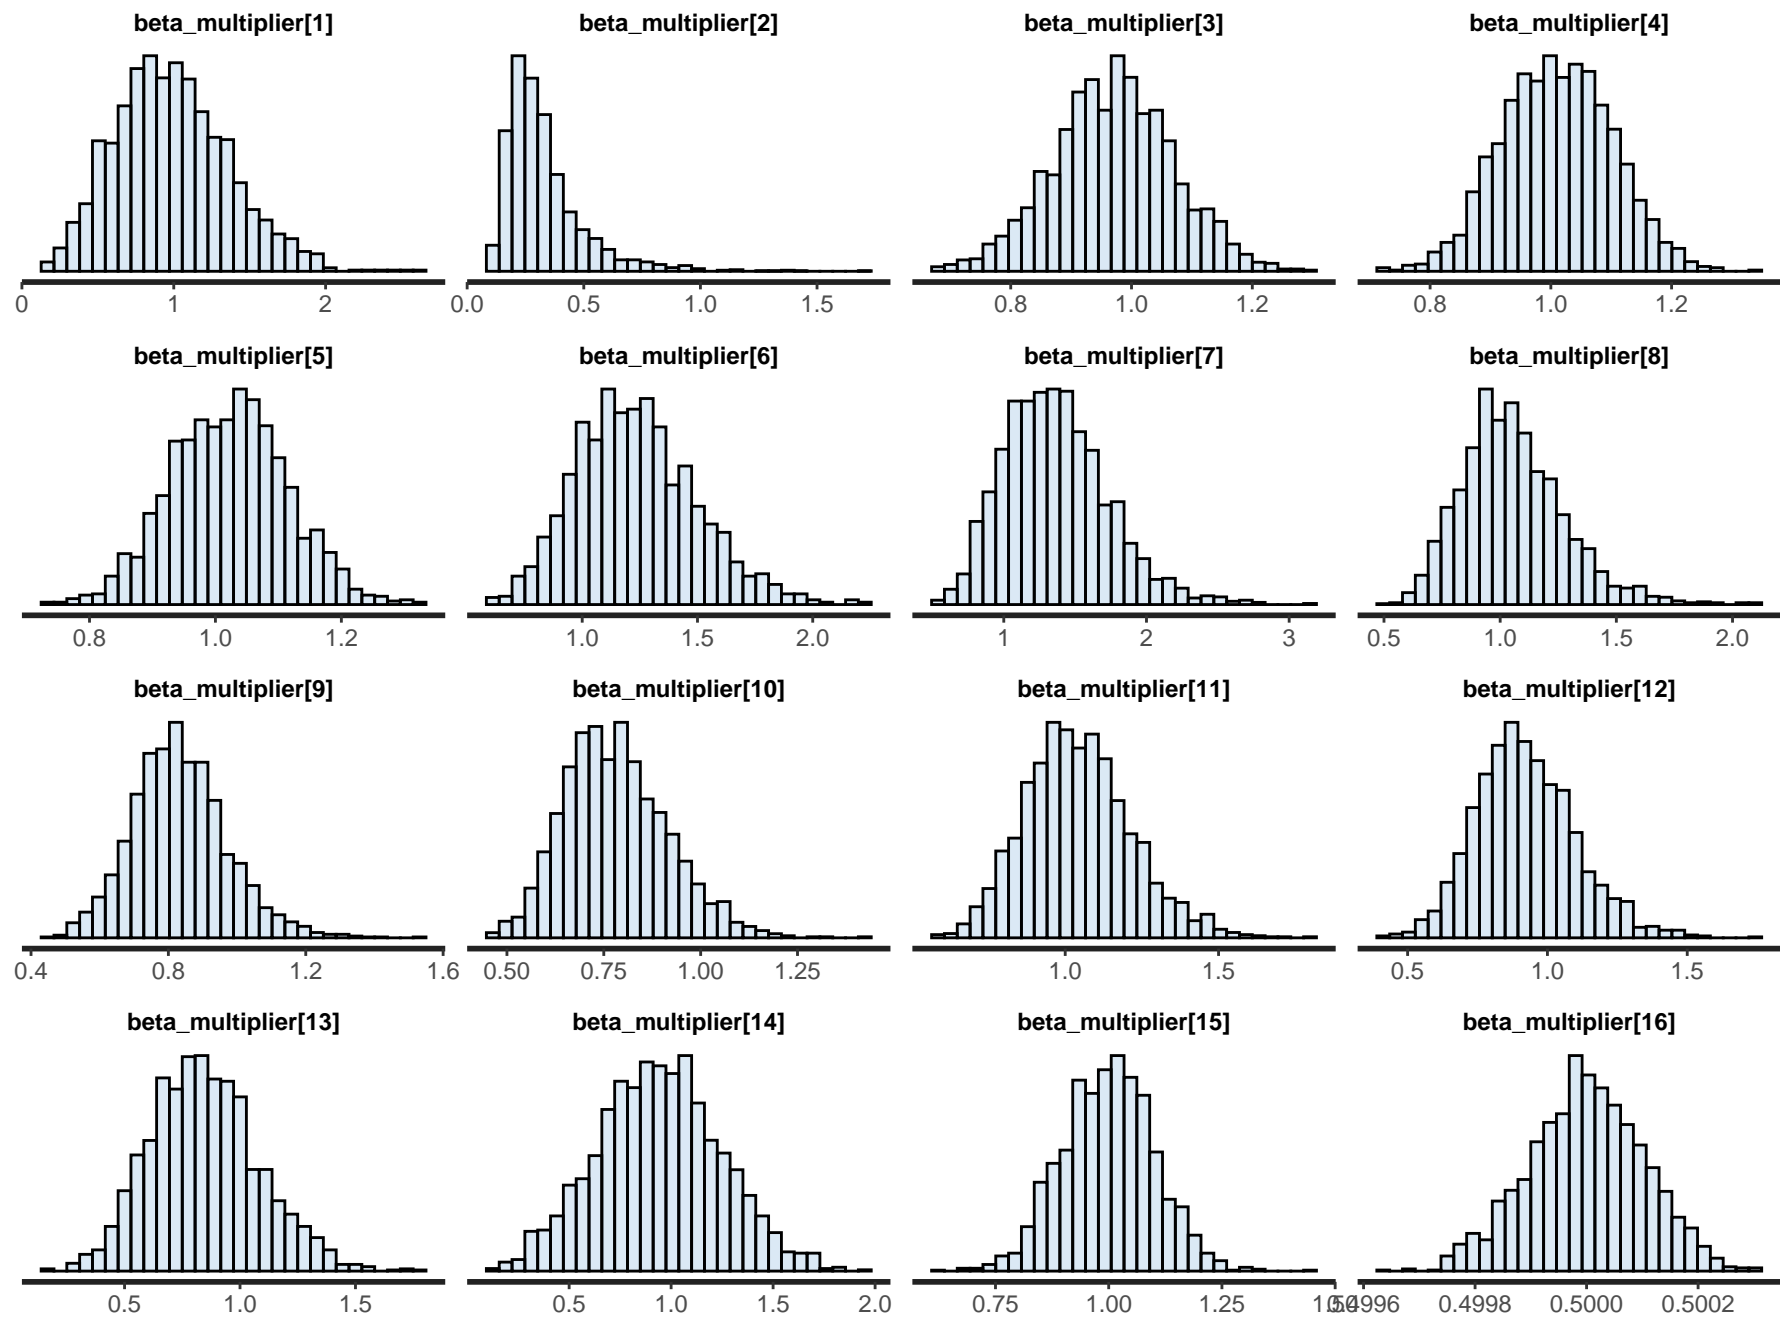 beta_multiplier[1] beta_multiplier[2] beta_multiplier[3] beta_multiplier[4]
0 1 2 0.0 0.5 1.0 1.5 0.8 1.0 1.2 0.8 1.0 1.2
beta_multiplier[5] beta_multiplier[6] beta_multiplier[7] beta_multiplier[8]
0.8 1.0 1.2 1.0 1.5 2.0 1 2 3 0.5 1.0 1.5 2.0
beta_multiplier[9] beta_multiplier[10] beta_multiplier[11] beta_multiplier[12]
0.4 0.8 1.2 1.6 0.50 0.75 1.00 1.25 1.0 1.5 0.5 1.0 1.5
beta_multiplier[13] beta_multiplier[14] beta_multiplier[15] beta_multiplier[16]
0.5 1.0 1.5 0.5 1.0 1.5 2.0 0.75 1.00 1.25 1.50 0.4996 0.4998 0.5000 0.5002